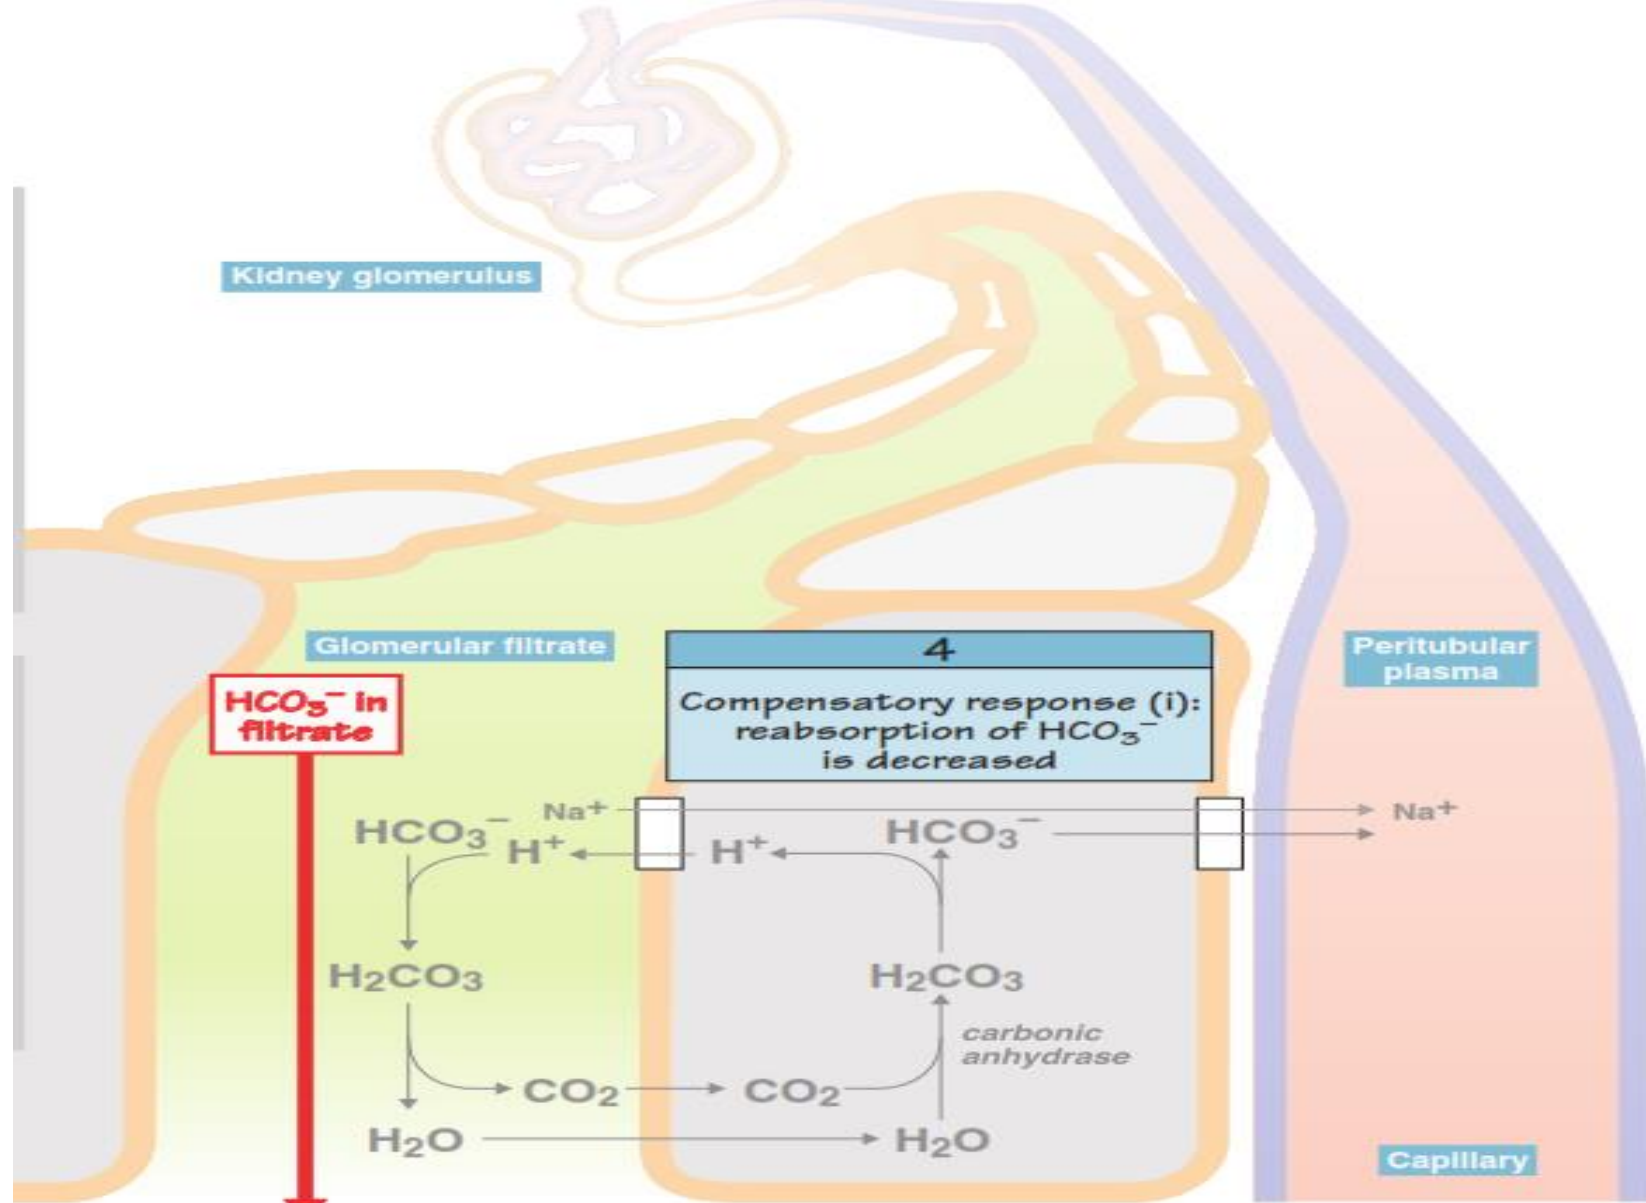 Kidney glomerulus
Glomerular filtrate
HCO₃⁻ in
filtrate
4
Compensatory response (i):
reabsorption of HCO₃⁻
is decreased
Peritubular
plasma
Na⁺
Na⁺
HCO₃⁻
H⁺
H⁺
HCO₃⁻
H₂CO₃
H₂CO₃
carbonic
anhydrase
CO₂
CO₂
H₂O
H₂O
Capillary